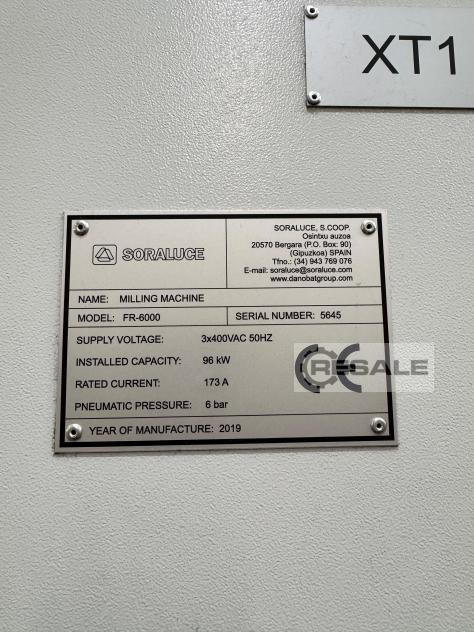 XT1
SORALUCE
SORALUCE, S.COOP.
Osintxu auzoa
20570 Bergara (P.O. Box: 90)
(Gipuzkoa) SPAIN
Tfno.: (34) 943 769 076
E-mail: soraluce@soraluce.com
www.danobatgroup.com
NAME: MILLING MACHINE
MODEL: FR-6000 SERIAL NUMBER: 5645
SUPPLY VOLTAGE: 3x400VAC 50HZ
INSTALLED CAPACITY: 96 kW
RATED CURRENT: 173 A
PNEUMATIC PRESSURE: 6 bar
CE
RESALE
YEAR OF MANUFACTURE: 2019